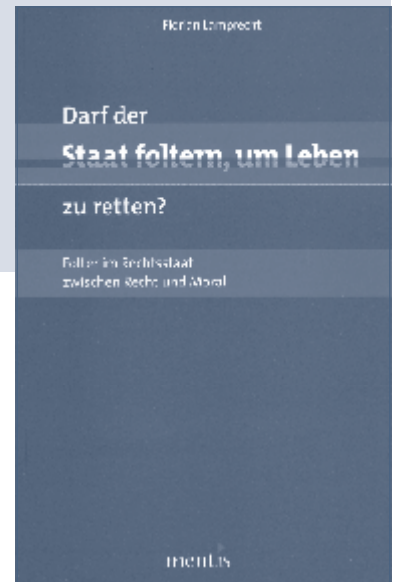 Florian Lamprecht
Darf der
Staat foltern, um Leben
zu retten?
Folter im Rechtsstaat
zwischen Recht und Moral
mentis